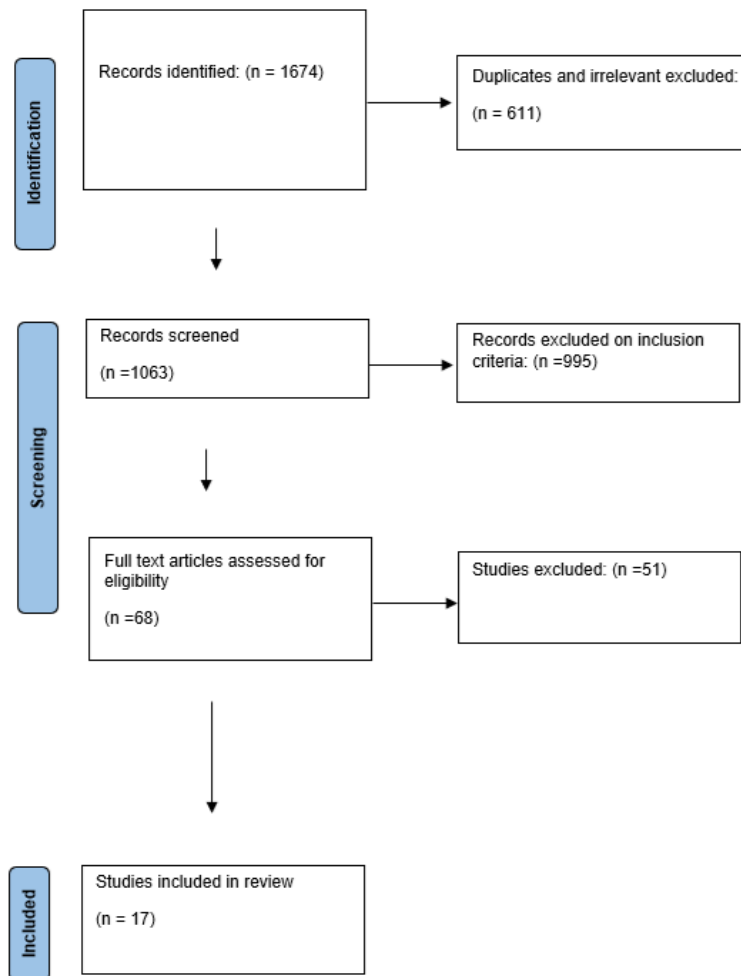 Identification
Records identified: (n = 1674)
Duplicates and irrelevant excluded:
(n = 611)
Screening
Records screened
(n =1063)
Records excluded on inclusion
criteria: (n =995)
Full text articles assessed for
eligibility
(n =68)
Studies excluded: (n =51)
Included
Studies included in review
(n = 17)